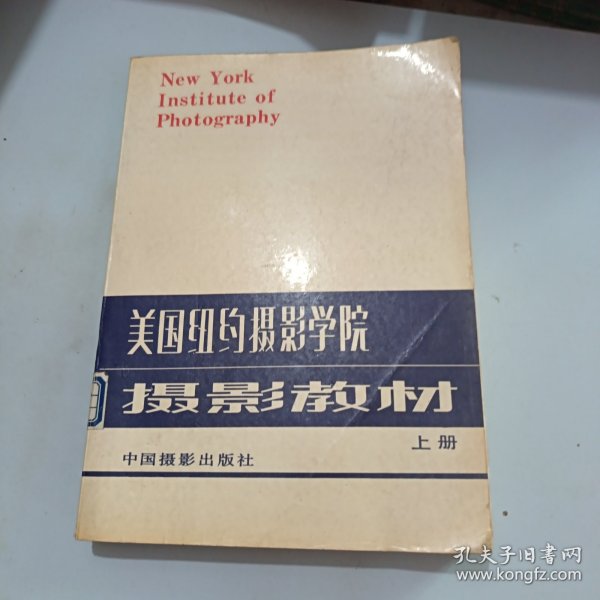 New York
Institute of
Photography
美国纽约摄影学院
摄影教材
上册
中国摄影出版社
孔夫子旧书网
www.kongfz.com